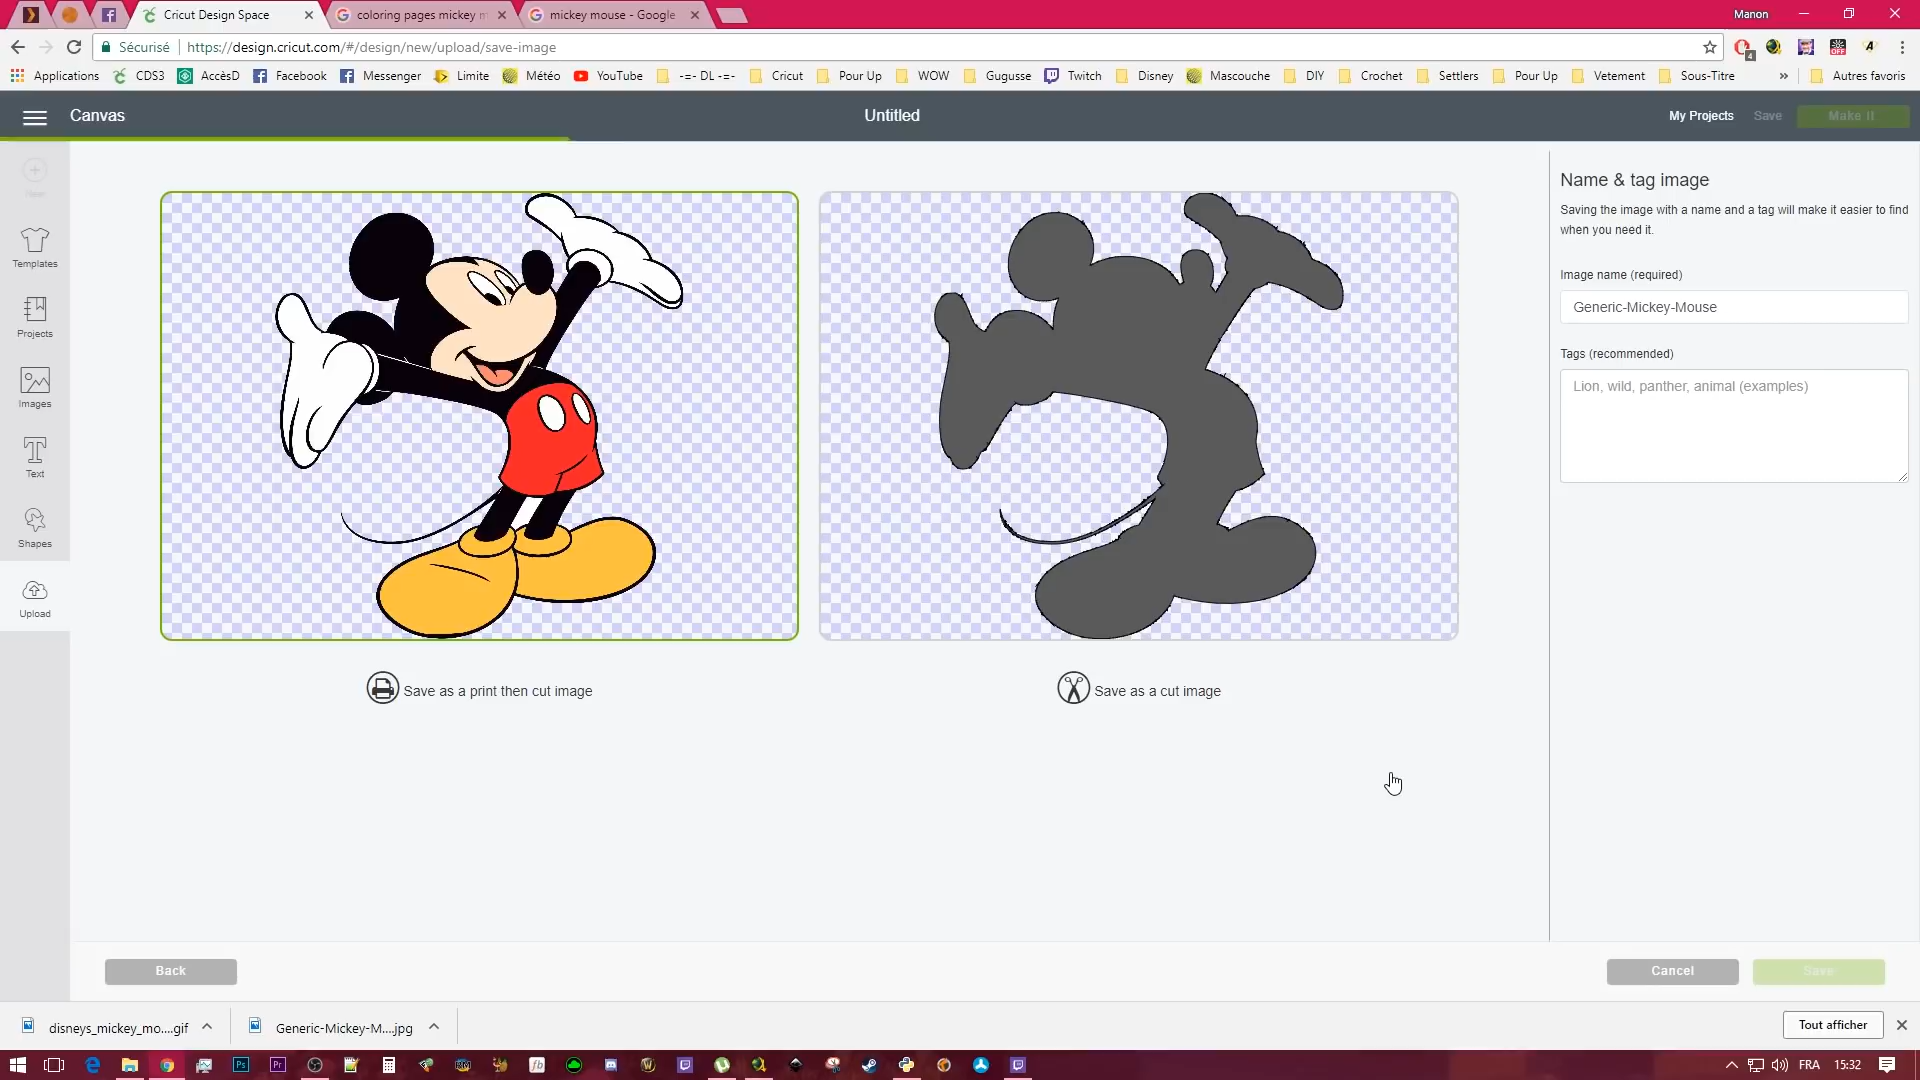 Cricut Design Space
coloring pages mickey m
mickey mouse - Google
Manon
Sécurisé
https://design.cricut.com/#/design/new/upload/save-image
4
OFF
Applications
CDS3
AccèsD
Facebook
Messenger
Limite
Météo
YouTube
-=- DL -=-
Cricut
Pour Up
WOW
Gugusse
Twitch
Disney
Mascouche
DIY
Crochet
Settlers
Pour Up
Vetement
Sous-Titre
»
Autres favoris
Canvas
Untitled
My Projects
Save
Make It
New
Templates
Projects
Images
Text
Shapes
Upload
Save as a print then cut image
Save as a cut image
Name & tag image
Saving the image with a name and a tag will make it easier to find
when you need it.
Image name (required)
Generic-Mickey-Mouse
Tags (recommended)
Lion, wild, panther, animal (examples)
Back
Cancel
Save
disneys_mickey_mo....gif
Generic-Mickey-M....jpg
Tout afficher
Ps
Pr
fb
FRA
15:32